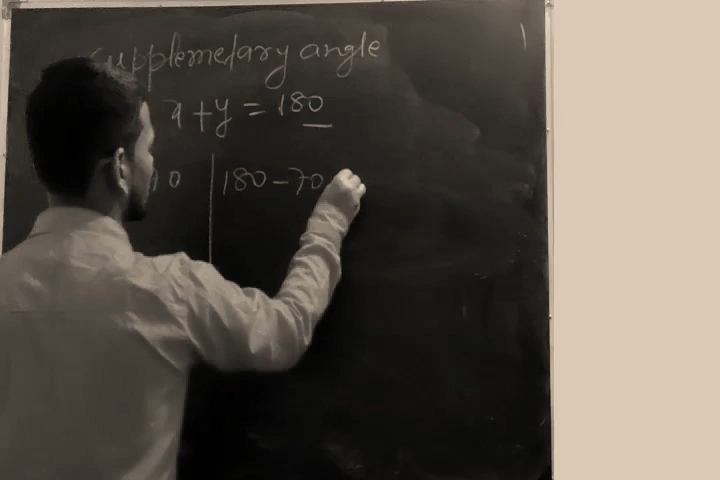 supplemetary angle
x + y = 180
180 - 70